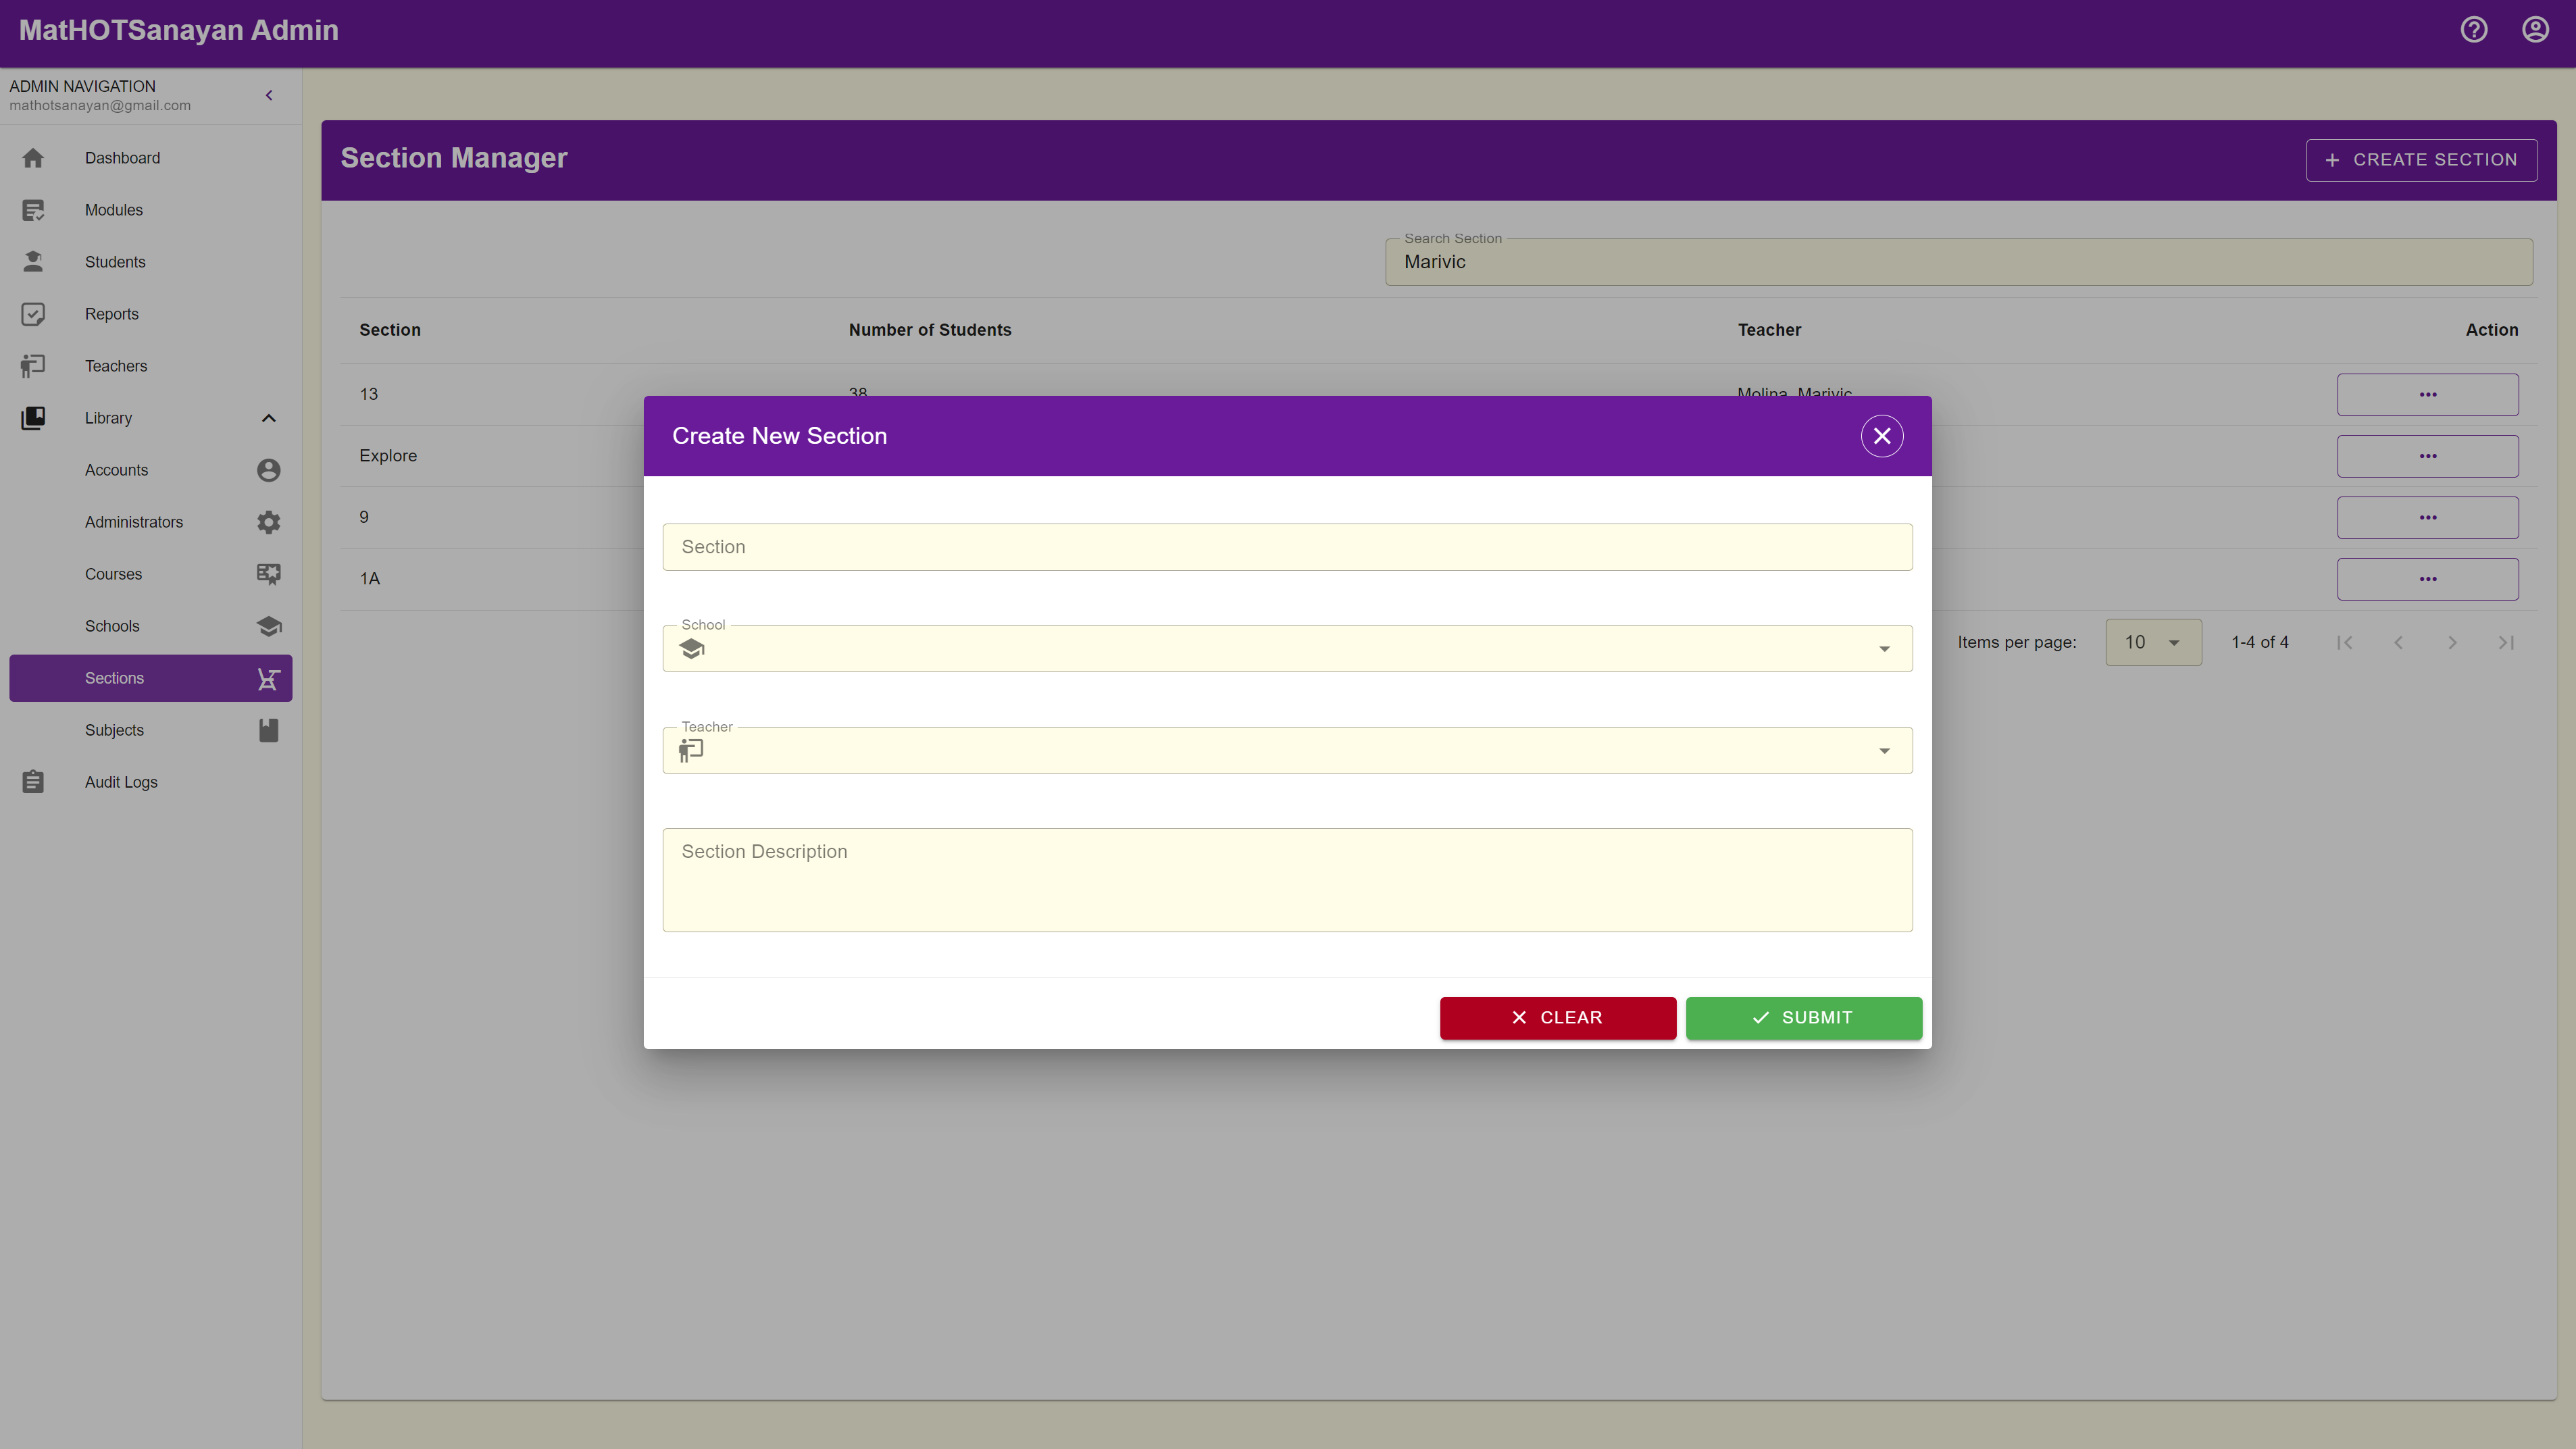 MatHOTSanayan Admin
ADMIN NAVIGATION
mathotsanayan@gmail.com
Dashboard
Modules
Students
Reports
Teachers
Library
Accounts
Administrators
Courses
Schools
Sections
Subjects
Audit Logs
Section Manager
+ CREATE SECTION
Search Section
Marivic
Section Number of Students Teacher Action
13 38 Molina, Marivic
Explore
9
1A
Items per page: 10 1-4 of 4
Create New Section
Section
School
Teacher
Section Description
CLEAR SUBMIT